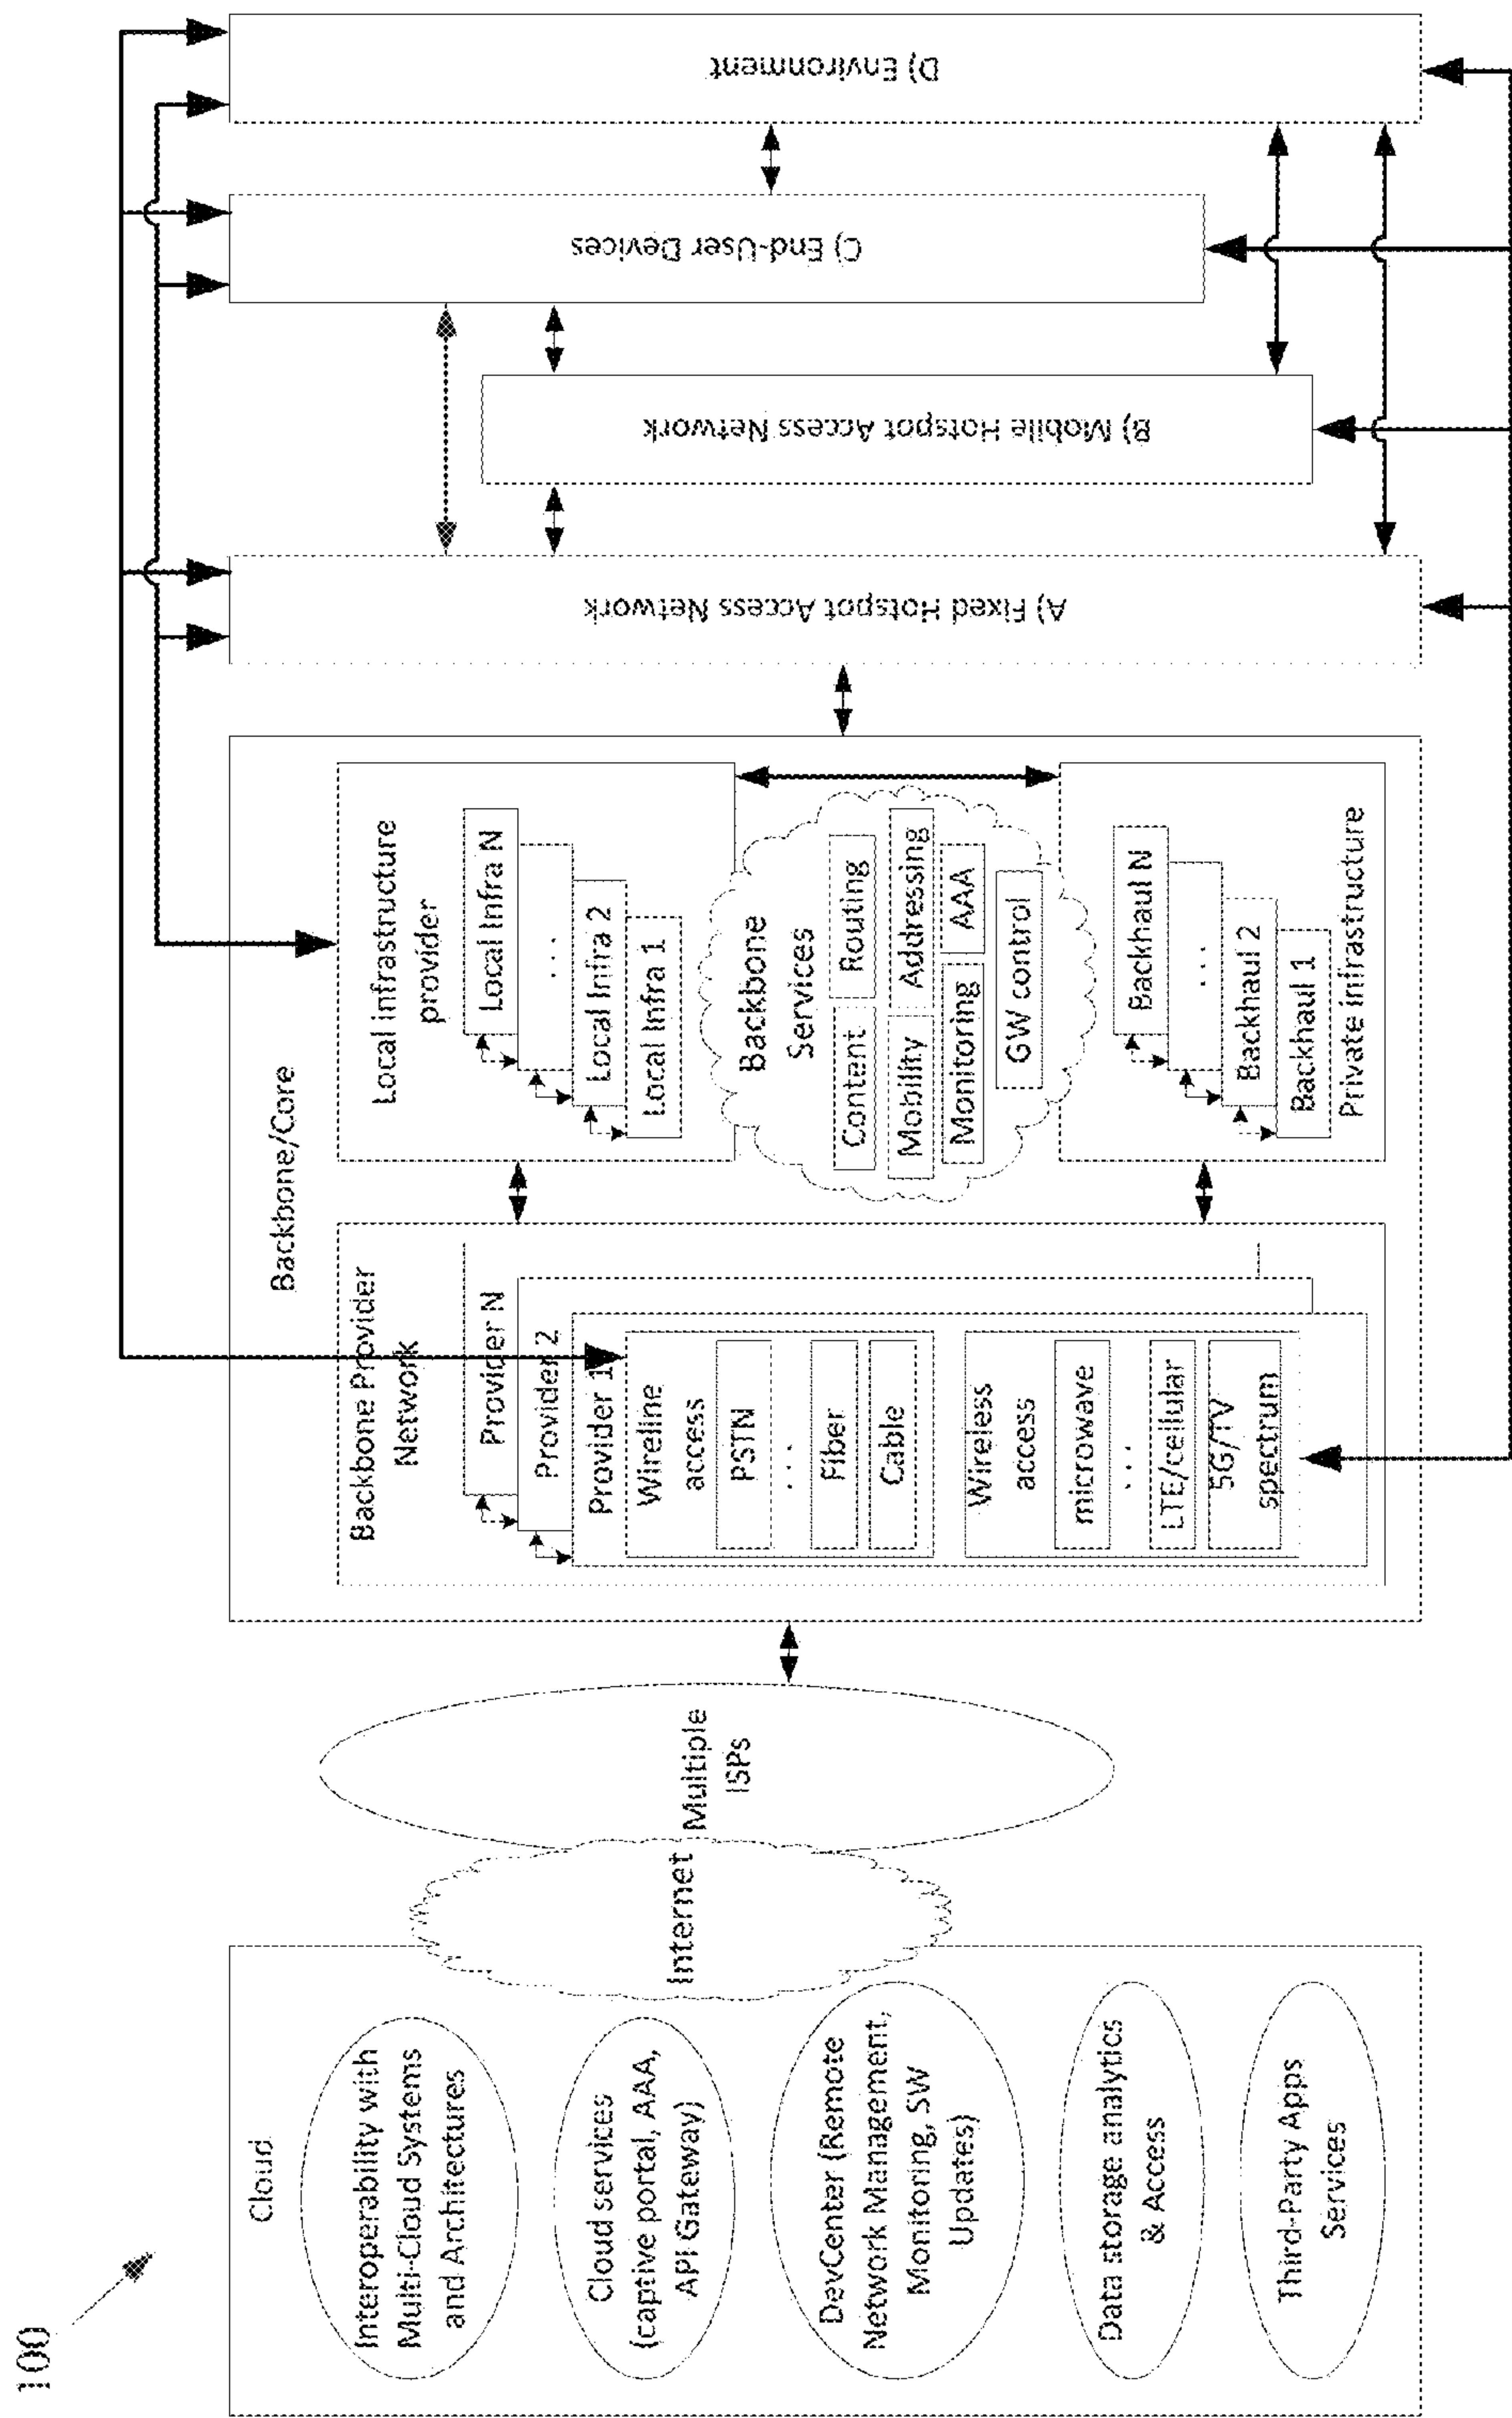 100
Cloud
Interoperability with
Multi-Cloud Systems
and Architectures
Cloud services
(captive portal, AAA,
API Gateway)
DevCenter (Remote
Network Management,
Monitoring, SW
Updates)
Data storage analytics
& Access
Third-Party Apps
Services
Internet
Multiple
ISPs
Backbone/Core
Backbone Provider
Network
Provider N
Provider 2
Provider 1
Wireline
access
PSTN
...
Fiber
Cable
Wireless
access
microwave
...
LTE/cellular
5G/TV
spectrum
Local infrastructure
provider
Local Infra N
...
Local Infra 2
Local Infra 1
Backbone
Services
Content
Routing
Mobility
Addressing
Monitoring
AAA
GW control
Backhaul N
...
Backhaul 2
Backhaul 1
Private infrastructure
A) Fixed Hotspot Access Network
B) Mobile Hotspot Access Network
C) End-User Devices
D) Environment